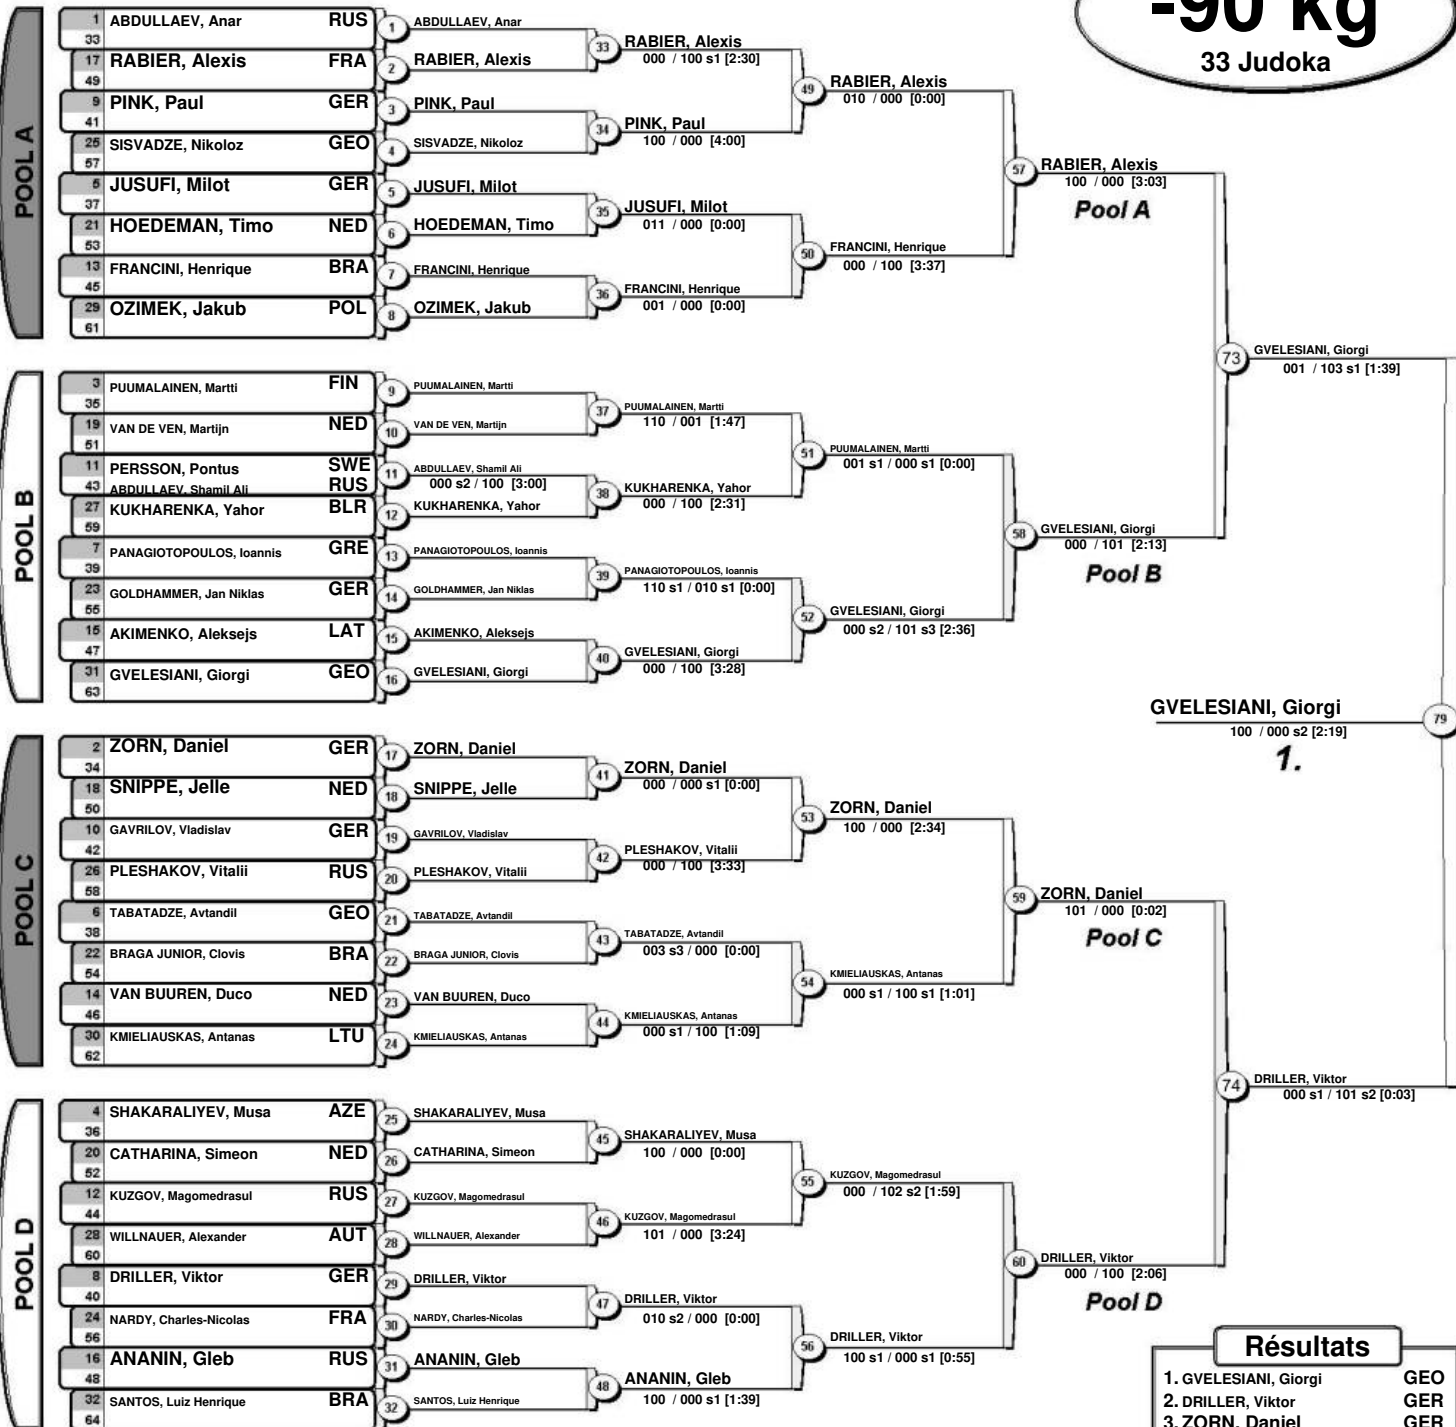 -90 kg
33 Judoka
POOL A
1 ABDULLAEV, Anar RUS
33
17 RABIER, Alexis FRA
49
9 PINK, Paul GER
41
25 SISVADZE, Nikoloz GEO
57
5 JUSUFI, Milot GER
37
21 HOEDEMAN, Timo NED
53
13 FRANCINI, Henrique BRA
45
29 OZIMEK, Jakub POL
61
1 ABDULLAEV, Anar
2 RABIER, Alexis
3 PINK, Paul
4 SISVADZE, Nikoloz
5 JUSUFI, Milot
6 HOEDEMAN, Timo
7 FRANCINI, Henrique
8 OZIMEK, Jakub
33 RABIER, Alexis
000 / 100 s1 [2:30]
34 PINK, Paul
100 / 000 [4:00]
35 JUSUFI, Milot
011 / 000 [0:00]
36 FRANCINI, Henrique
001 / 000 [0:00]
49 RABIER, Alexis
010 / 000 [0:00]
50 FRANCINI, Henrique
000 / 100 [3:37]
57 RABIER, Alexis
100 / 000 [3:03]
Pool A
POOL B
3 PUUMALAINEN, Martti FIN
35
19 VAN DE VEN, Martijn NED
51
11 PERSSON, Pontus SWE
43 ABDULLAEV, Shamil Ali RUS
27 KUKHARENKA, Yahor BLR
59
7 PANAGIOTOPOULOS, Ioannis GRE
39
23 GOLDHAMMER, Jan Niklas GER
55
15 AKIMENKO, Aleksejs LAT
47
31 GVELESIANI, Giorgi GEO
63
9 PUUMALAINEN, Martti
10 VAN DE VEN, Martijn
11 ABDULLAEV, Shamil Ali
000 s2 / 100 [3:00]
12 KUKHARENKA, Yahor
13 PANAGIOTOPOULOS, Ioannis
14 GOLDHAMMER, Jan Niklas
15 AKIMENKO, Aleksejs
16 GVELESIANI, Giorgi
37 PUUMALAINEN, Martti
110 / 001 [1:47]
38 KUKHARENKA, Yahor
000 / 100 [2:31]
39 PANAGIOTOPOULOS, Ioannis
110 s1 / 010 s1 [0:00]
40 GVELESIANI, Giorgi
000 / 100 [3:28]
51 PUUMALAINEN, Martti
001 s1 / 000 s1 [0:00]
52 GVELESIANI, Giorgi
000 s2 / 101 s3 [2:36]
58 GVELESIANI, Giorgi
000 / 101 [2:13]
Pool B
73 GVELESIANI, Giorgi
001 / 103 s1 [1:39]
GVELESIANI, Giorgi 79
100 / 000 s2 [2:19]
1.
POOL C
2 ZORN, Daniel GER
34
18 SNIPPE, Jelle NED
50
10 GAVRILOV, Vladislav GER
42
26 PLESHAKOV, Vitalii RUS
58
6 TABATADZE, Avtandil GEO
38
22 BRAGA JUNIOR, Clovis BRA
54
14 VAN BUUREN, Duco NED
46
30 KMIELIAUSKAS, Antanas LTU
62
17 ZORN, Daniel
18 SNIPPE, Jelle
19 GAVRILOV, Vladislav
20 PLESHAKOV, Vitalii
21 TABATADZE, Avtandil
22 BRAGA JUNIOR, Clovis
23 VAN BUUREN, Duco
24 KMIELIAUSKAS, Antanas
41 ZORN, Daniel
000 / 000 s1 [0:00]
42 PLESHAKOV, Vitalii
000 / 100 [3:33]
43 TABATADZE, Avtandil
003 s3 / 000 [0:00]
44 KMIELIAUSKAS, Antanas
000 s1 / 100 [1:09]
53 ZORN, Daniel
100 / 000 [2:34]
54 KMIELIAUSKAS, Antanas
000 s1 / 100 s1 [1:01]
59 ZORN, Daniel
101 / 000 [0:02]
Pool C
POOL D
4 SHAKARALIYEV, Musa AZE
36
20 CATHARINA, Simeon NED
52
12 KUZGOV, Magomedrasul RUS
44
28 WILLNAUER, Alexander AUT
60
8 DRILLER, Viktor GER
40
24 NARDY, Charles-Nicolas FRA
56
16 ANANIN, Gleb RUS
48
32 SANTOS, Luiz Henrique BRA
64
25 SHAKARALIYEV, Musa
26 CATHARINA, Simeon
27 KUZGOV, Magomedrasul
28 WILLNAUER, Alexander
29 DRILLER, Viktor
30 NARDY, Charles-Nicolas
31 ANANIN, Gleb
32 SANTOS, Luiz Henrique
45 SHAKARALIYEV, Musa
100 / 000 [0:00]
46 KUZGOV, Magomedrasul
101 / 000 [3:24]
47 DRILLER, Viktor
010 s2 / 000 [0:00]
48 ANANIN, Gleb
100 / 000 s1 [1:39]
55 KUZGOV, Magomedrasul
000 / 102 s2 [1:59]
56 DRILLER, Viktor
100 s1 / 000 s1 [0:55]
60 DRILLER, Viktor
000 / 100 [2:06]
Pool D
74 DRILLER, Viktor
000 s1 / 101 s2 [0:03]
Résultats
1. GVELESIANI, Giorgi GEO
2. DRILLER, Viktor GER
3. ZORN, Daniel GER